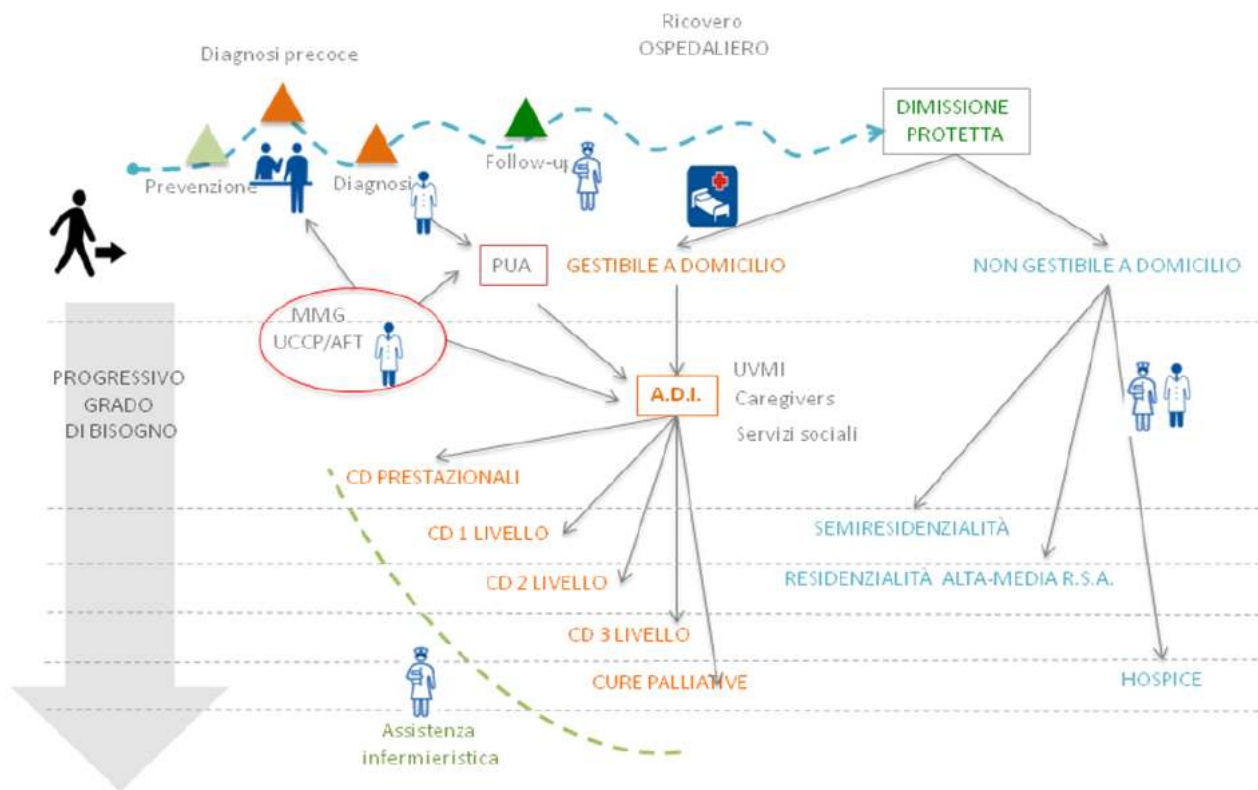 Ricovero
OSPEDALIERO
Diagnosi precoce
DIMISSIONE
PROTETTA
Prevenzione
Diagnosi
Follow-up
PUA
GESTIBILE A DOMICILIO
NON GESTIBILE A DOMICILIO
MMG
UCCP/AFT
PROGRESSIVO
GRADO
DI BISOGNO
A.D.I.
UVMI
Caregivers
Servizi sociali
CD PRESTAZIONALI
CD 1 LIVELLO
SEMIRESIDENZIALITÀ
CD 2 LIVELLO
RESIDENZIALITÀ ALTA-MEDIA R.S.A.
CD 3 LIVELLO
CURE PALLIATIVE
HOSPICE
Assistenza
infermieristica